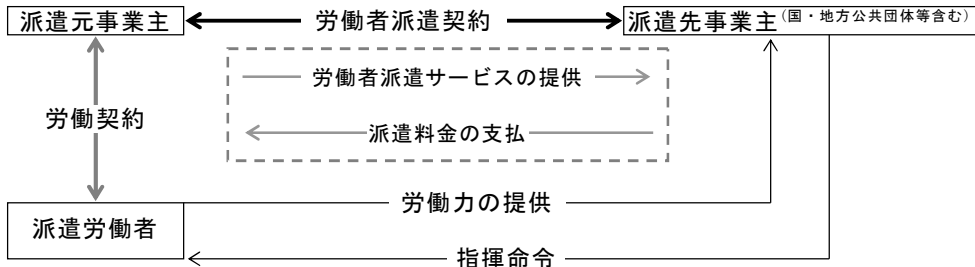 派遣元事業主
労働者派遣契約
派遣先事業主(国・地方公共団体等含む)
労働者派遣サービスの提供
労働契約
派遣料金の支払
派遣労働者
労働力の提供
指揮命令